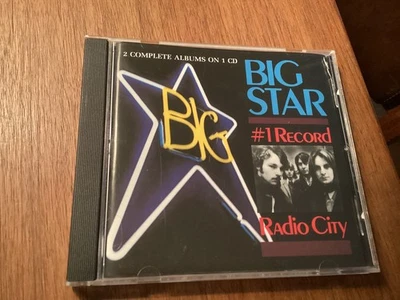 2 COMPLETE ALBUMS ON 1 CD
BIG
BIG
STAR
#1 RECORD
Radio City